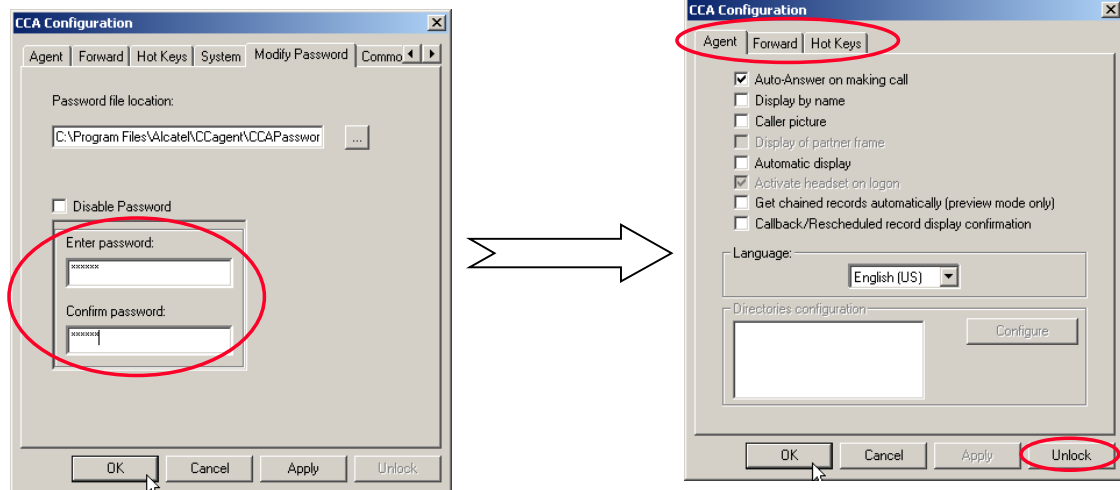 CCA Configuration
Agent Forward Hot Keys System Modify Password Commo
Password file location:
C:\Program Files\Alcatel\CCagent\CCAPasswor ...
Disable Password
Enter password:
xxxxxx
Confirm password:
xxxxxx
OK Cancel Apply Unlock
CCA Configuration
Agent Forward Hot Keys
Auto-Answer on making call
Display by name
Caller picture
Display of partner frame
Automatic display
Activate headset on logon
Get chained records automatically (preview mode only)
Callback/Rescheduled record display confirmation
Language:
English (US)
Directories configuration
Configure
OK Cancel Apply Unlock